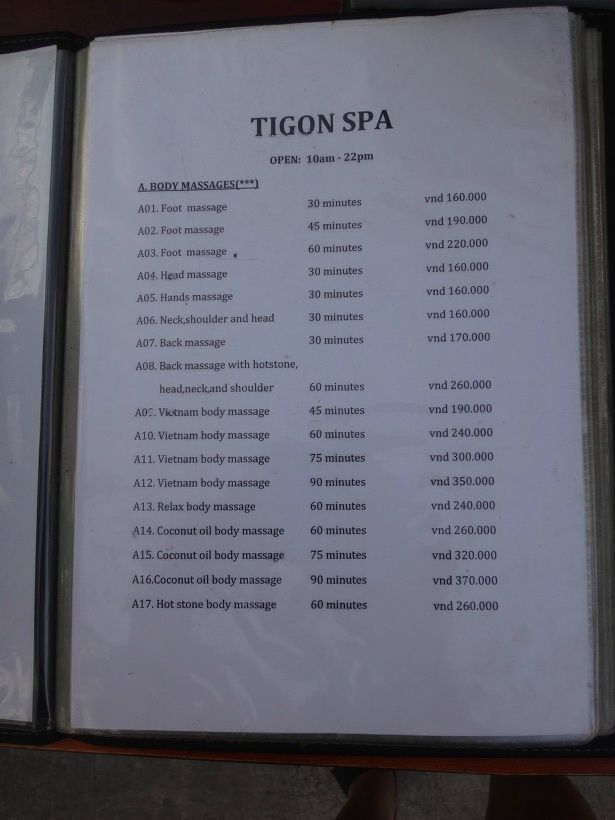 TIGON SPA
OPEN: 10am - 22pm
A. BODY MASSAGES(***)
A01. Foot massage 30 minutes vnd 160.000
A02. Foot massage 45 minutes vnd 190.000
A03. Foot massage 60 minutes vnd 220.000
A04. Head massage 30 minutes vnd 160.000
A05. Hands massage 30 minutes vnd 160.000
A06. Neck,shoulder and head 30 minutes vnd 160.000
A07. Back massage 30 minutes vnd 170.000
A08. Back massage with hotstone,
head,neck,and shoulder 60 minutes vnd 260.000
A09. Vietnam body massage 45 minutes vnd 190.000
A10. Vietnam body massage 60 minutes vnd 240.000
A11. Vietnam body massage 75 minutes vnd 300.000
A12. Vietnam body massage 90 minutes vnd 350.000
A13. Relax body massage 60 minutes vnd 240.000
A14. Coconut oil body massage 60 minutes vnd 260.000
A15. Coconut oil body massage 75 minutes vnd 320.000
A16.Coconut oil body massage 90 minutes vnd 370.000
A17. Hot stone body massage 60 minutes vnd 260.000